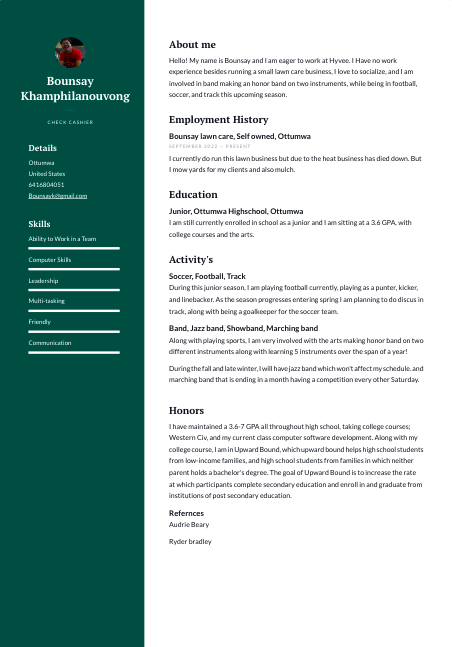 Bounsay
Khamphilanouvong
CHECK CASHIER
Details
Ottumwa
United States
6416804051
Bounsayk@gmail.com
Skills
Ability to Work in a Team
Computer Skills
Leadership
Multi-tasking
Friendly
Communication
About me
Hello! My name is Bounsay and I am eager to work at Hyvee. I Have no work
experience besides running a small lawn care business, I love to socialize, and I am
involved in band making an honor band on two instruments, while being in football,
soccer, and track this upcoming season.
Employment History
Bounsay lawn care, Self owned, Ottumwa
SEPTEMBER 2022 — PRESENT
I currently do run this lawn business but due to the heat business has died down. But
I mow yards for my clients and also mulch.
Education
Junior, Ottumwa Highschool, Ottumwa
I am still currently enrolled in school as a junior and I am sitting at a 3.6 GPA, with
college courses and the arts.
Activity's
Soccer, Football, Track
During this junior season, I am playing football currently, playing as a punter, kicker,
and linebacker. As the season progresses entering spring I am planning to do discus in
track, along with being a goalkeeper for the soccer team.
Band, Jazz band, Showband, Marching band
Along with playing sports, I am very involved with the arts making honor band on two
different instruments along with learning 5 instruments over the span of a year!
During the fall and late winter, I will have jazz band which won't affect my schedule. and
marching band that is ending in a month having a competition every other Saturday.
Honors
I have maintained a 3.6-7 GPA all throughout high school, taking college courses;
Western Civ, and my current class computer software development. Along with my
college course, I am in Upward Bound, which upward bound helps high school students
from low-income families, and high school students from families in which neither
parent holds a bachelor's degree. The goal of Upward Bound is to increase the rate
at which participants complete secondary education and enroll in and graduate from
institutions of post secondary education.
Refernces
Audrie Beary
Ryder bradley